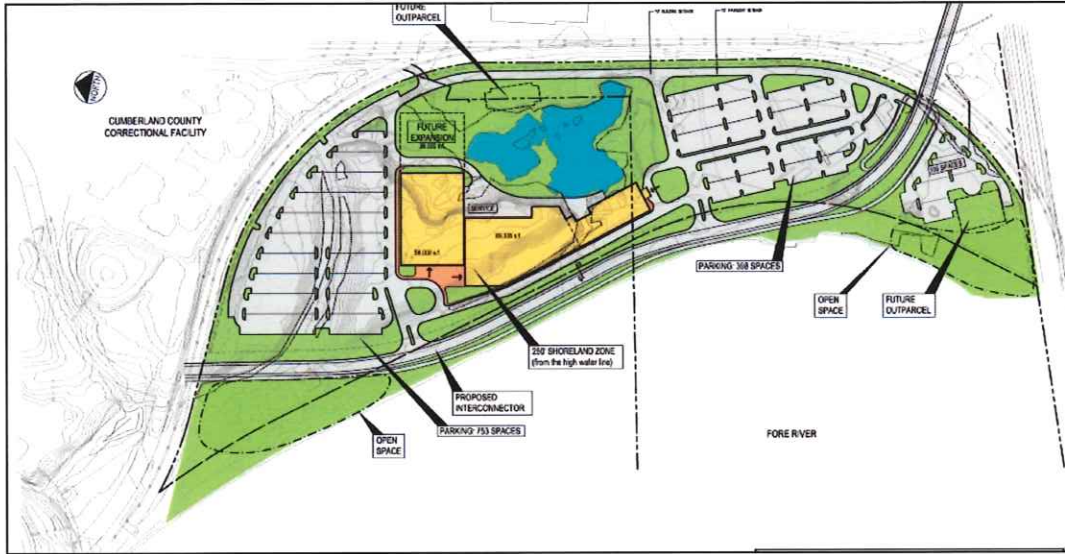 FUTURE
OUTPARCEL
NORTH
CUMBERLAND COUNTY
CORRECTIONAL FACILITY
FUTURE
EXPANSION
SERVICE
PARKING: 398 SPACES
OPEN
SPACE
FUTURE
OUTPARCEL
250' SHORELAND ZONE
(from the high water line)
PROPOSED
INTERCONNECTOR
PARKING: 753 SPACES
OPEN
SPACE
FORE RIVER